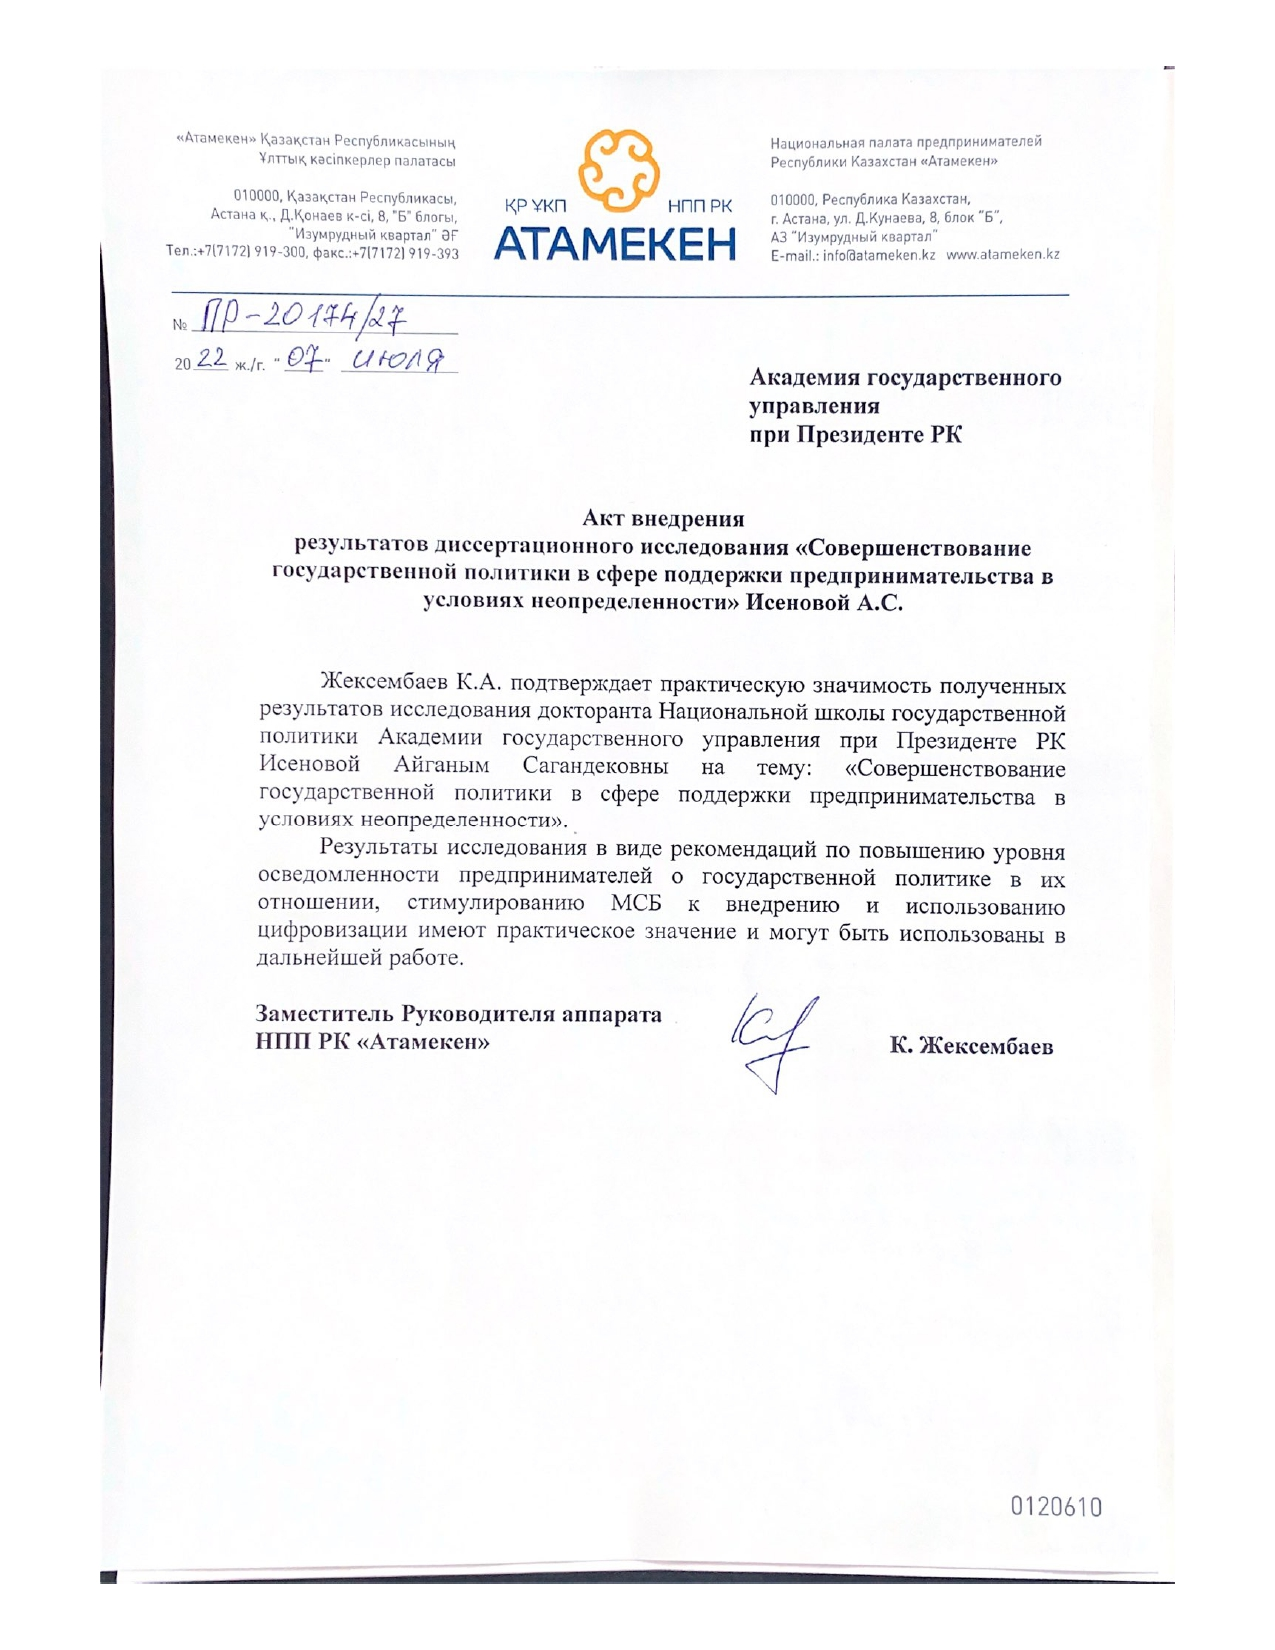 «Атамекен» Қазақстан Республикасының
Ұлттық кәсіпкерлер палатасы
010000, Қазақстан Республикасы,
Астана қ., Д.Қонаев к-сі, 8, "Б" блогы,
"Изумрудный квартал" ӘҒ
Тел.:+7(7172) 919-300, факс.:+7(7172) 919-393
ҚР ҰКП НПП РК
АТАМЕКЕН
Национальная палата предпринимателей
Республики Казахстан «Атамекен»
010000, Республика Казахстан,
г. Астана, ул. Д.Кунаева, 8, блок "Б",
АЗ "Изумрудный квартал"
E-mail.: info@atameken.kz www.atameken.kz
№ ПР-20174/27
2022 ж./г. "07" июля
Академия государственного
управления
при Президенте РК
Акт внедрения
результатов диссертационного исследования «Совершенствование
государственной политики в сфере поддержки предпринимательства в
условиях неопределенности» Исеновой А.С.
Жексембаев К.А. подтверждает практическую значимость полученных
результатов исследования докторанта Национальной школы государственной
политики Академии государственного управления при Президенте РК
Исеновой Айганым Сагандековны на тему: «Совершенствование
государственной политики в сфере поддержки предпринимательства в
условиях неопределенности».
Результаты исследования в виде рекомендаций по повышению уровня
осведомленности предпринимателей о государственной политике в их
отношении, стимулированию МСБ к внедрению и использованию
цифровизации имеют практическое значение и могут быть использованы в
дальнейшей работе.
Заместитель Руководителя аппарата
НПП РК «Атамекен»
К. Жексембаев
0120610